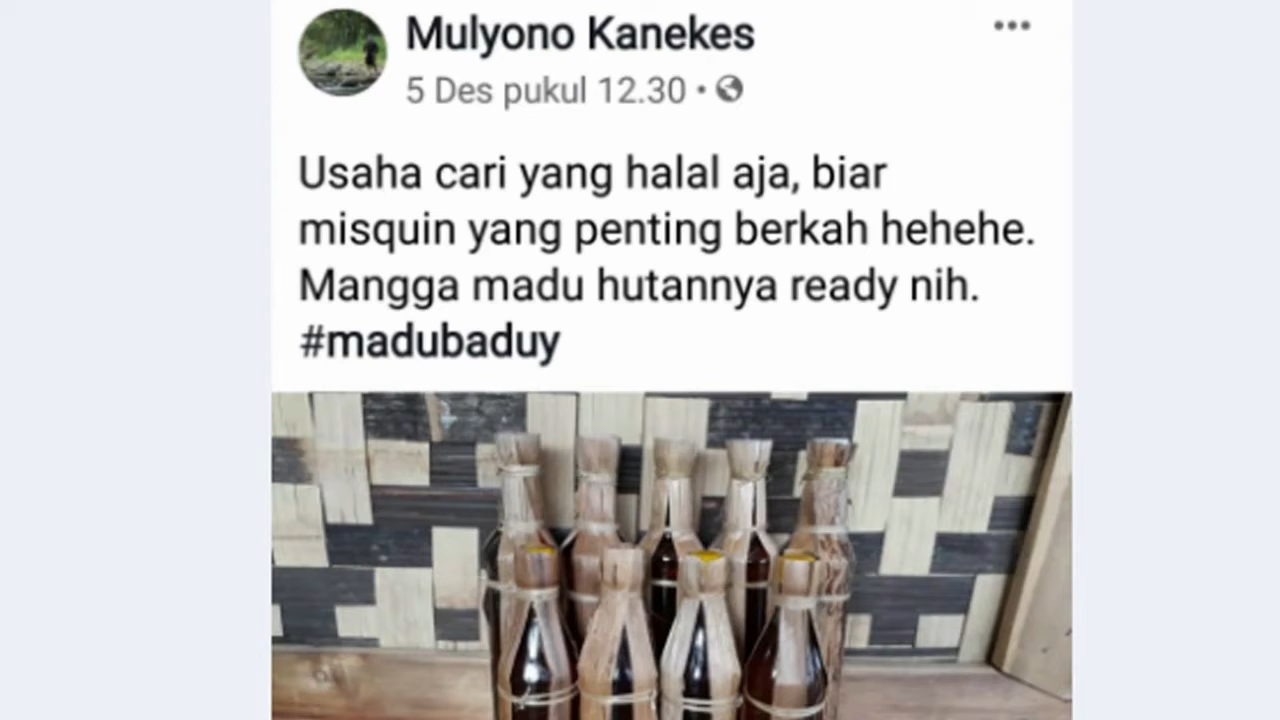 Mulyono Kanekes
5 Des pukul 12.30
Usaha cari yang halal aja, biar
misquin yang penting berkah hehehe.
Mangga madu hutannya ready nih.
#madubaduy